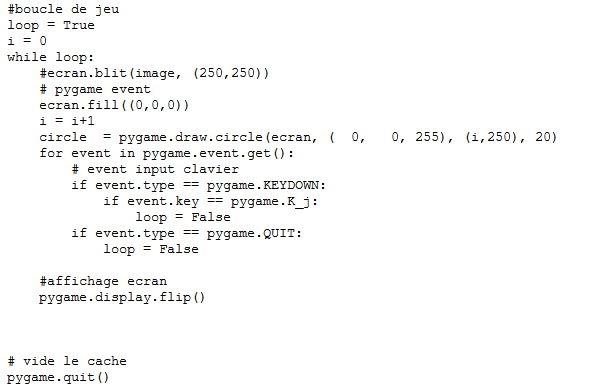 #boucle de jeu
loop = True
i = 0
while loop:
    #ecran.blit(image, (250,250))
    # pygame event
    ecran.fill((0,0,0))
    i = i+1
    circle  = pygame.draw.circle(ecran, (  0,   0, 255), (i,250), 20)
    for event in pygame.event.get():
        # event input clavier
        if event.type == pygame.KEYDOWN:
            if event.key == pygame.K_j:
                loop = False
        if event.type == pygame.QUIT:
            loop = False

    #affichage ecran
    pygame.display.flip()



# vide le cache
pygame.quit()